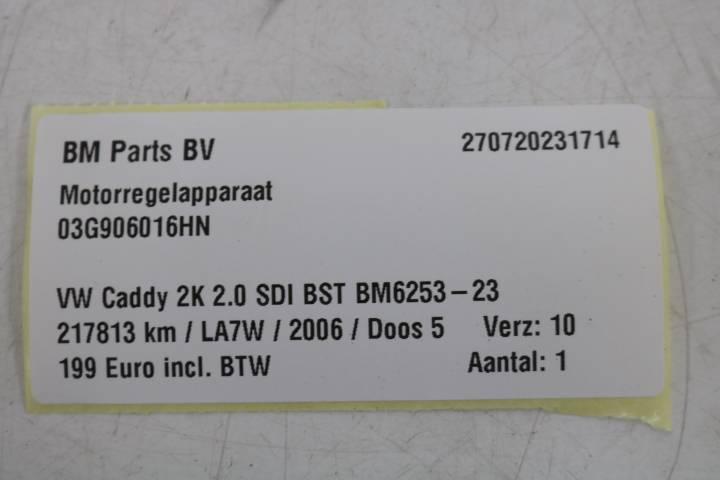 BM Parts BV 270720231714
Motorregelapparaat
03G906016HN
VW Caddy 2K 2.0 SDI BST BM6253-23
217813 km / LA7W / 2006 / Doos 5 Verz: 10
199 Euro incl. BTW Aantal: 1